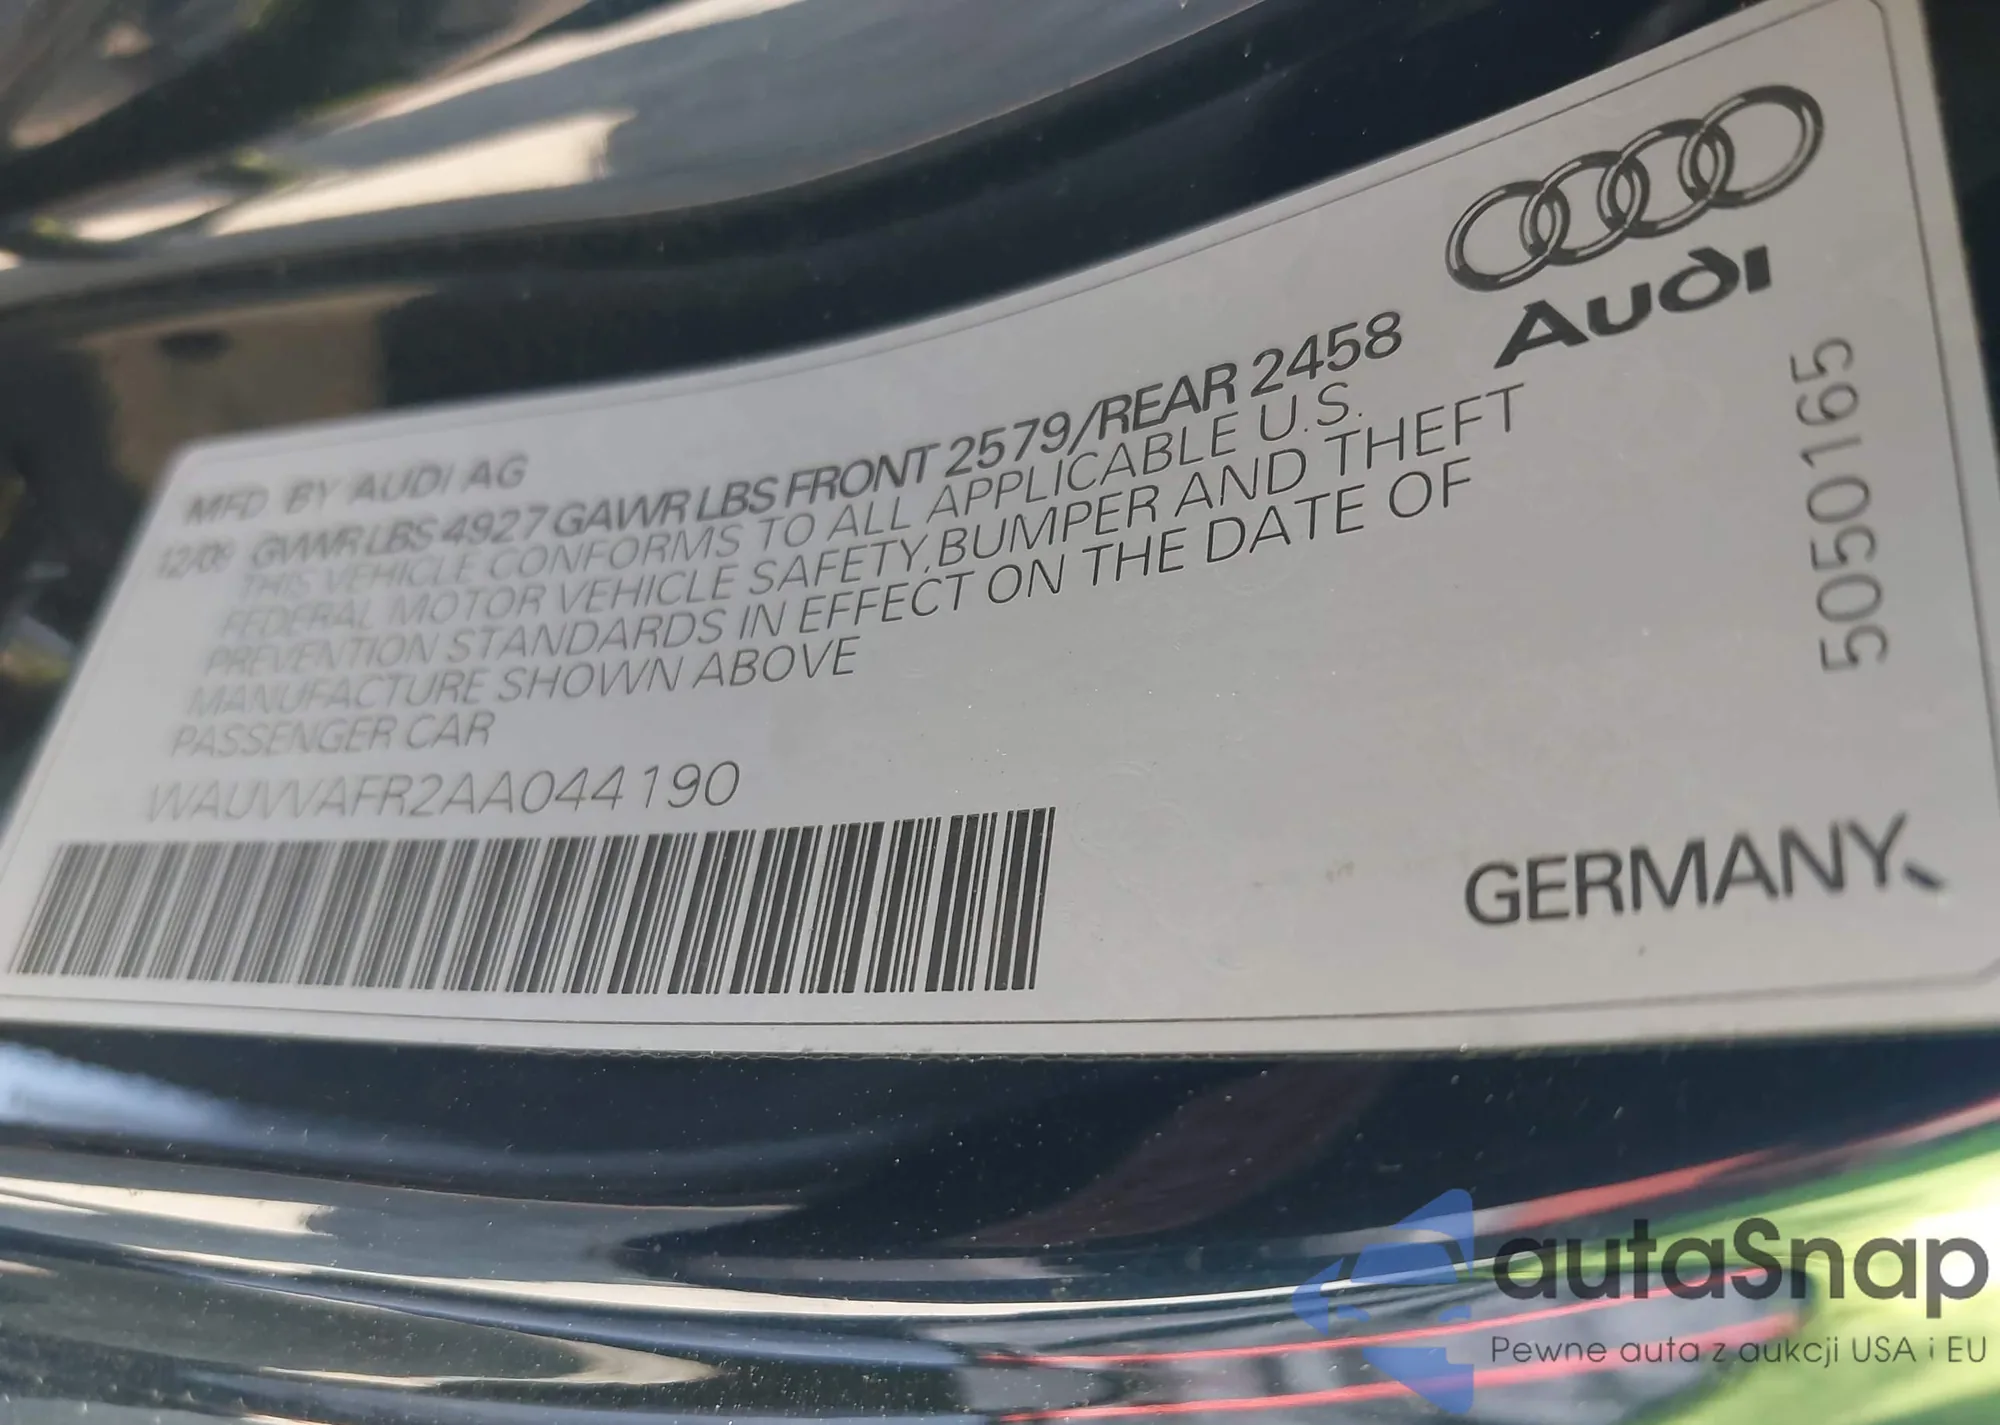 Audi
MFD. BY AUDI AG
12/09 GVWR LBS 4927 GAWR LBS FRONT 2579/REAR 2458
THIS VEHICLE CONFORMS TO ALL APPLICABLE U.S.
FEDERAL MOTOR VEHICLE SAFETY, BUMPER AND THEFT
PREVENTION STANDARDS IN EFFECT ON THE DATE OF
MANUFACTURE SHOWN ABOVE
PASSENGER CAR
WAUVVAFR2AA044190
5050165
GERMANY
autaSnap
Pewne auta z aukcji USA i EU